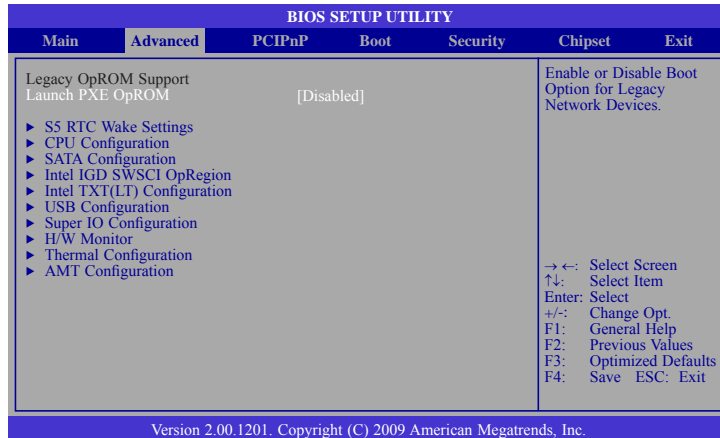 BIOS SETUP UTILITY
Main Advanced PCIPnP Boot Security Chipset Exit
Legacy OpROM Support
Launch PXE OpROM [Disabled]
► S5 RTC Wake Settings
► CPU Configuration
► SATA Configuration
► Intel IGD SWSCI OpRegion
► Intel TXT(LT) Configuration
► USB Configuration
► Super IO Configuration
► H/W Monitor
► Thermal Configuration
► AMT Configuration
Enable or Disable Boot
Option for Legacy
Network Devices.
→←: Select Screen
↑↓: Select Item
Enter: Select
+/-: Change Opt.
F1: General Help
F2: Previous Values
F3: Optimized Defaults
F4: Save ESC: Exit
Version 2.00.1201. Copyright (C) 2009 American Megatrends, Inc.